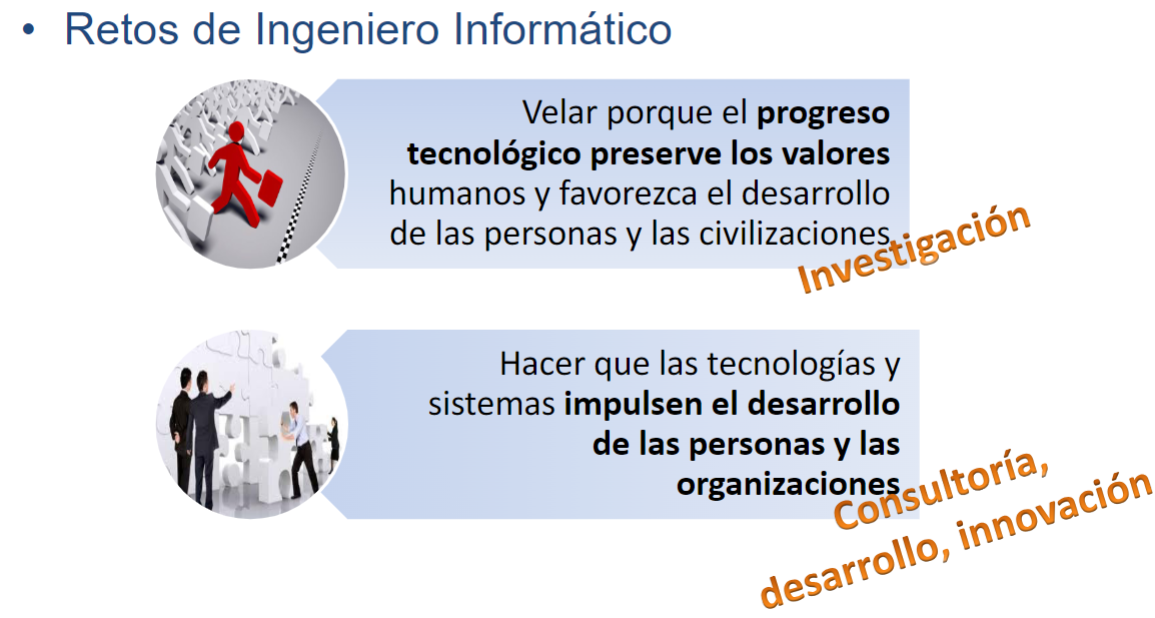 • Retos de Ingeniero Informático
Velar porque el progreso
tecnológico preserve los valores
humanos y favorezca el desarrollo
de las personas y las civilizaciones
Investigación
Hacer que las tecnologías y
sistemas impulsen el desarrollo
de las personas y las
organizaciones
Consultoría,
desarrollo, innovación